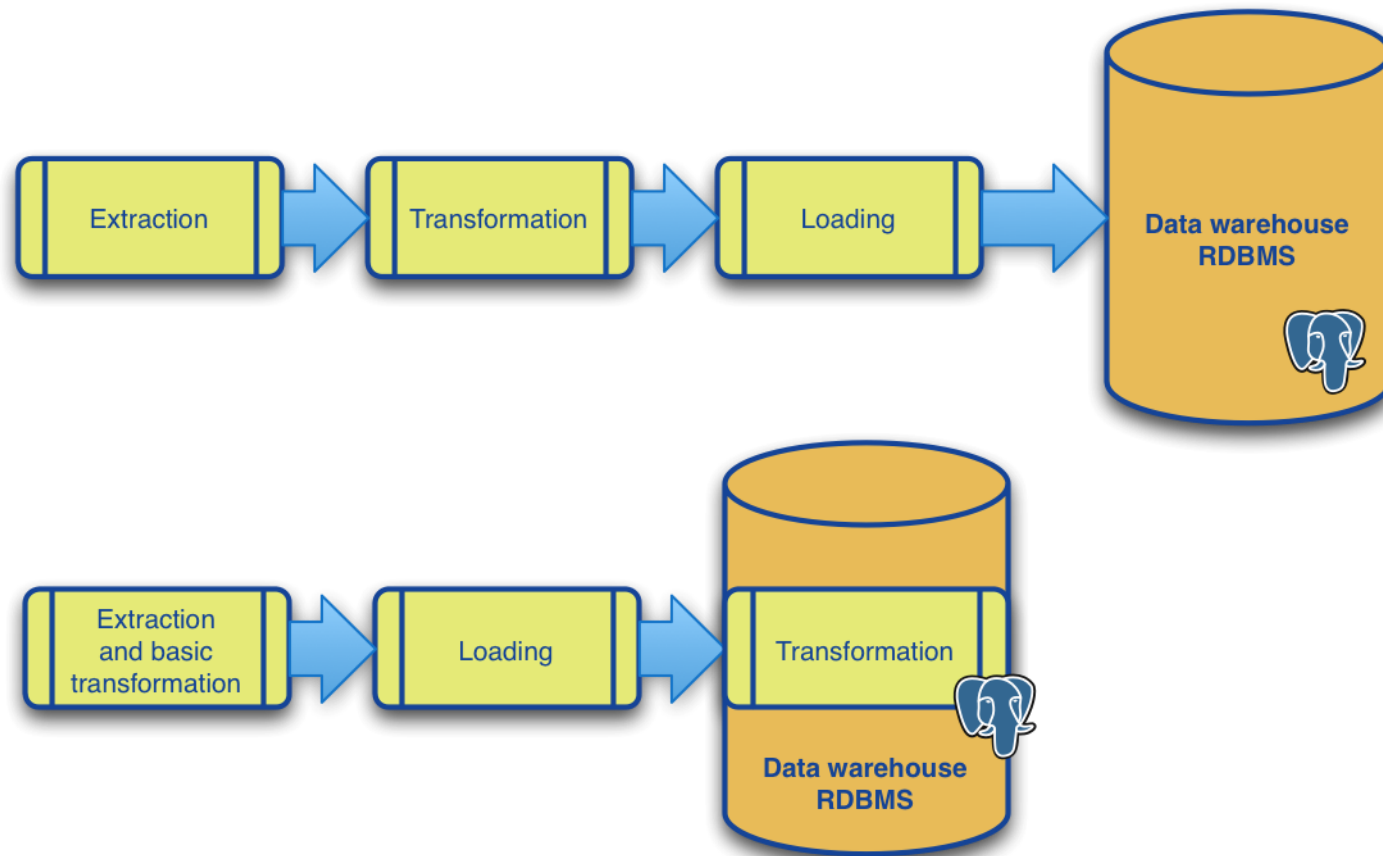 Extraction
Transformation
Loading
Data warehouse
RDBMS
Extraction
and basic
transformation
Loading
Transformation
Data warehouse
RDBMS